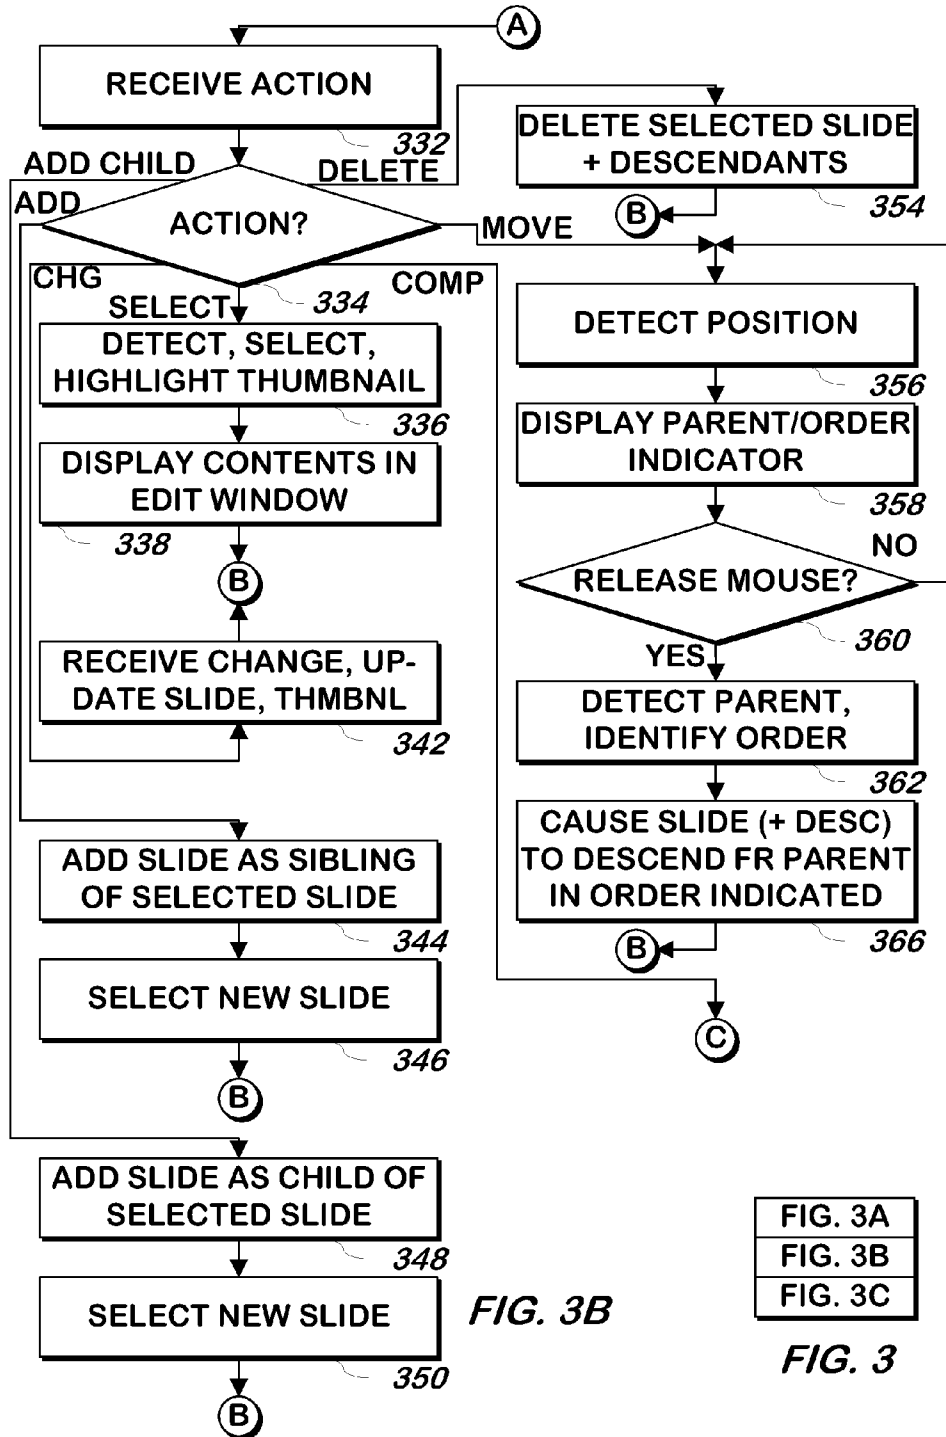 A
RECEIVE ACTION
332
ADD CHILD
DELETE
ADD
ACTION?
MOVE
CHG
COMP
334
SELECT
DETECT, SELECT,
HIGHLIGHT THUMBNAIL
336
DISPLAY CONTENTS IN
EDIT WINDOW
338
B
RECEIVE CHANGE, UP-
DATE SLIDE, THMBNL
342
ADD SLIDE AS SIBLING
OF SELECTED SLIDE
344
SELECT NEW SLIDE
346
B
ADD SLIDE AS CHILD OF
SELECTED SLIDE
348
SELECT NEW SLIDE
350
B
DELETE SELECTED SLIDE
+ DESCENDANTS
354
B
DETECT POSITION
356
DISPLAY PARENT/ORDER
INDICATOR
358
NO
RELEASE MOUSE?
360
YES
DETECT PARENT,
IDENTIFY ORDER
362
CAUSE SLIDE (+ DESC)
TO DESCEND FR PARENT
IN ORDER INDICATED
366
B
C
FIG. 3B
FIG. 3A
FIG. 3B
FIG. 3C
FIG. 3